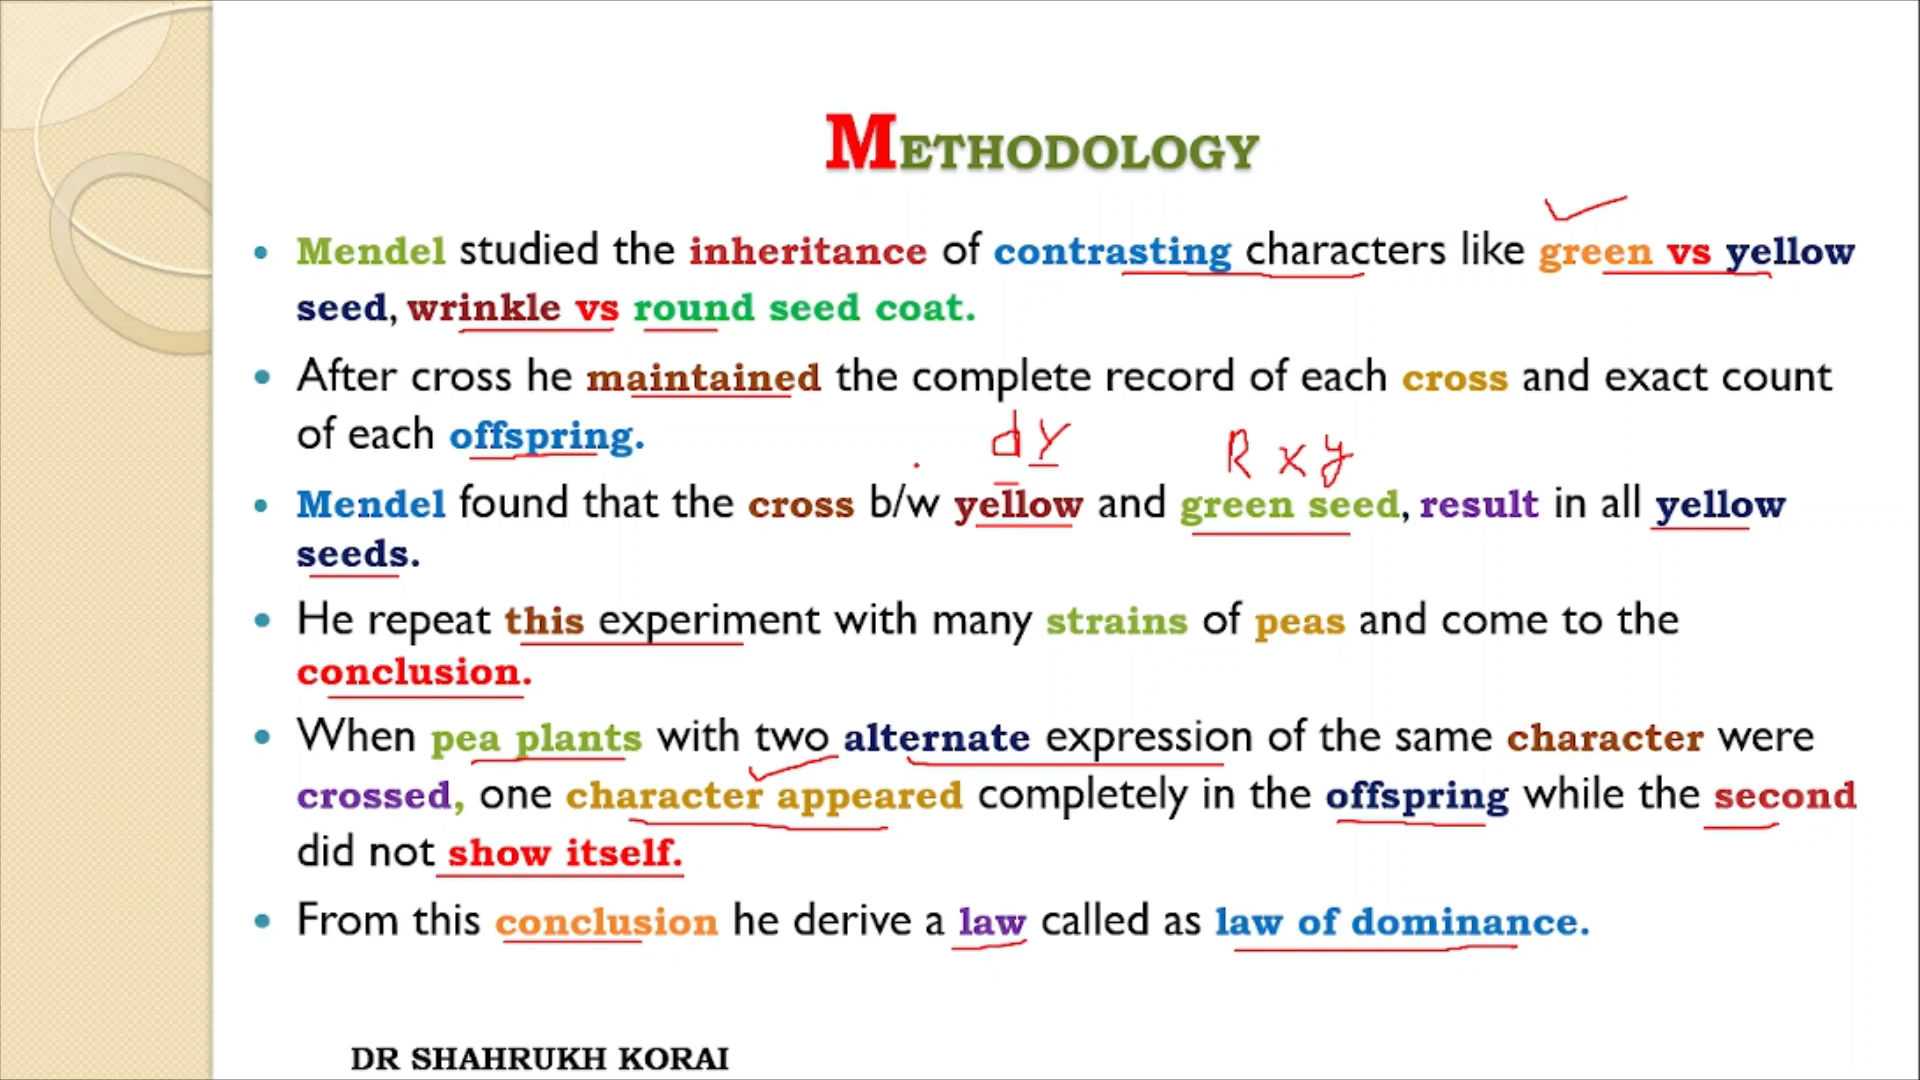 METHODOLOGY
• Mendel studied the inheritance of contrasting characters like green vs yellow
seed, wrinkle vs round seed coat.
• After cross he maintained the complete record of each cross and exact count
of each offspring.
d Y R x y
• Mendel found that the cross b/w yellow and green seed, result in all yellow
seeds.
• He repeat this experiment with many strains of peas and come to the
conclusion.
• When pea plants with two alternate expression of the same character were
crossed, one character appeared completely in the offspring while the second
did not show itself.
• From this conclusion he derive a law called as law of dominance.
DR SHAHRUKH KORAI